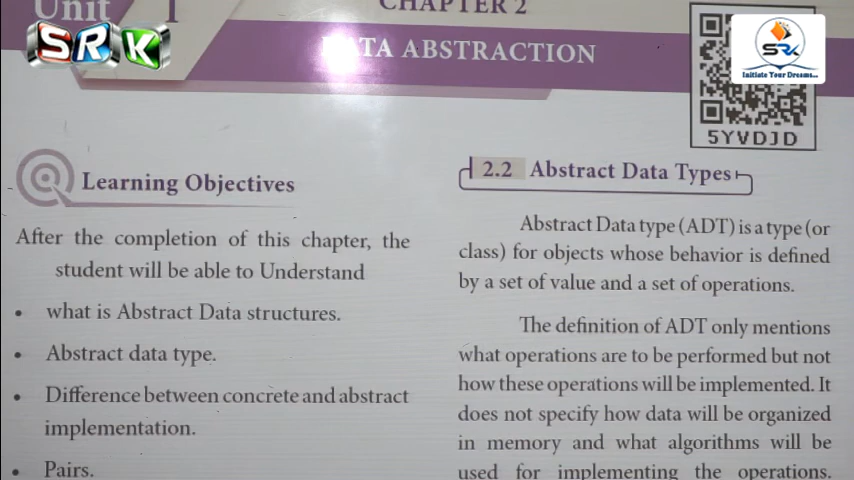 Unit 1
CHAPTER 2
DATA ABSTRACTION
SRK
SRK
Initiate Your Dreams...
5YVDJD
Learning Objectives
After the completion of this chapter, the
student will be able to Understand
• what is Abstract Data structures.
• Abstract data type.
• Difference between concrete and abstract
implementation.
• Pairs.
2.2 Abstract Data Types
Abstract Data type (ADT) is a type (or
class) for objects whose behavior is defined
by a set of value and a set of operations.
The definition of ADT only mentions
what operations are to be performed but not
how these operations will be implemented. It
does not specify how data will be organized
in memory and what algorithms will be
used for implementing the operations.